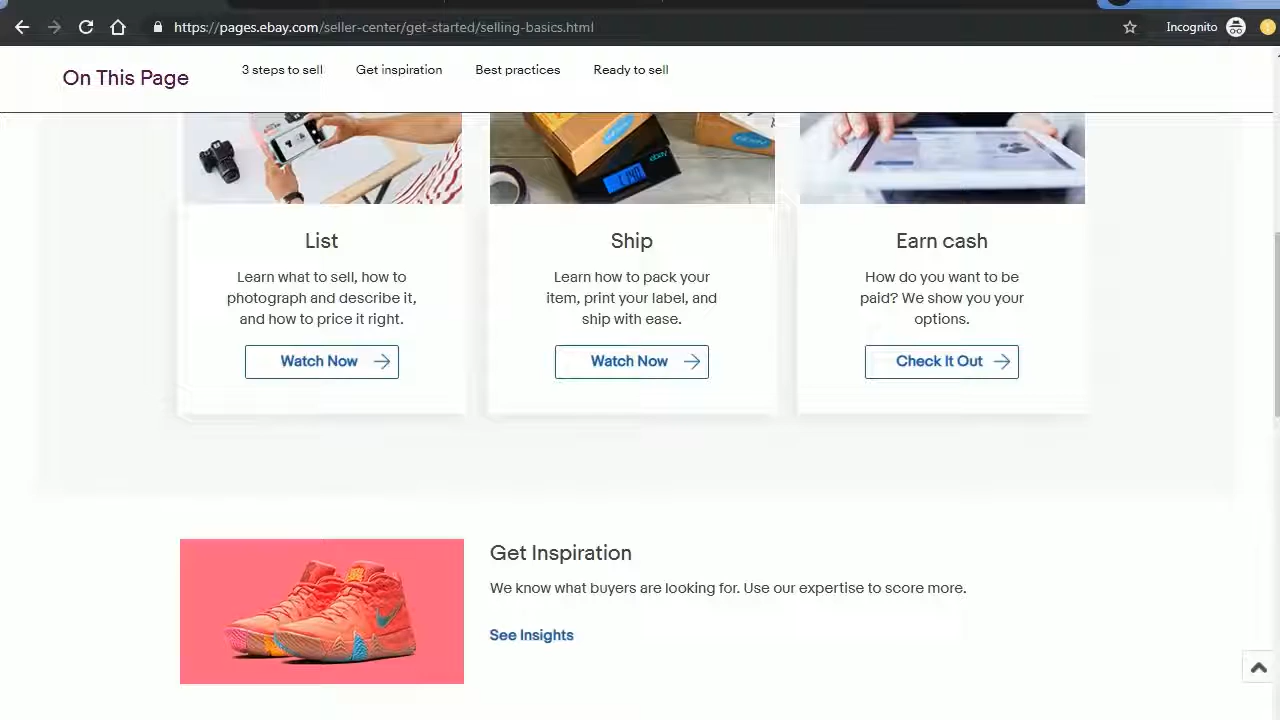 https://pages.ebay.com/seller-center/get-started/selling-basics.html
Incognito
On This Page
3 steps to sell
Get inspiration
Best practices
Ready to sell
ebay
List
Learn what to sell, how to
photograph and describe it,
and how to price it right.
Watch Now
Ship
Learn how to pack your
item, print your label, and
ship with ease.
Watch Now
Earn cash
How do you want to be
paid? We show you your
options.
Check It Out
Get Inspiration
We know what buyers are looking for. Use our expertise to score more.
See Insights